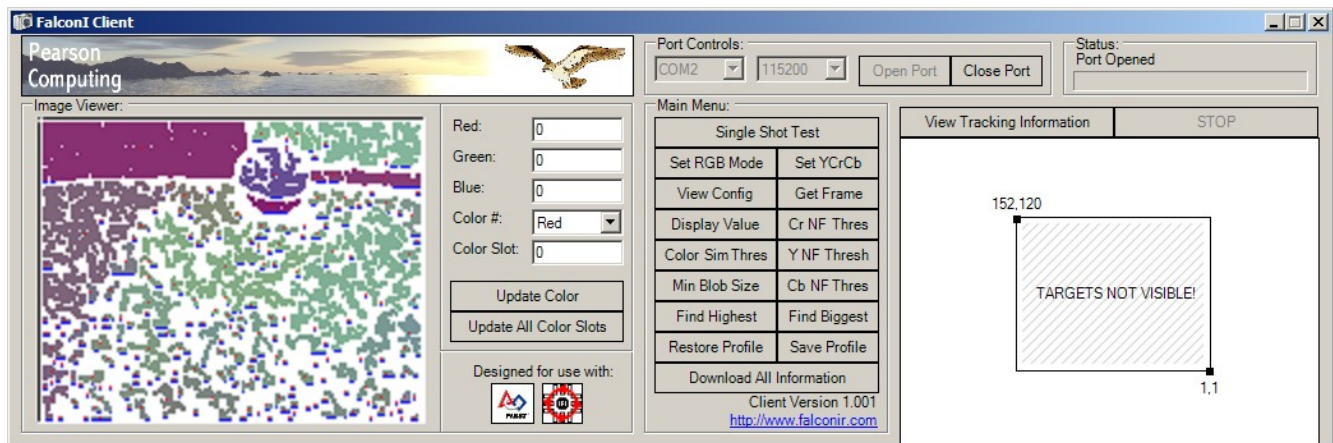 FalconI Client
Pearson
Computing
Port Controls:
COM2
115200
Open Port
Close Port
Status:
Port Opened
Image Viewer:
Red:
0
Green:
0
Blue:
0
Color #:
Red
Color Slot:
0
Update Color
Update All Color Slots
Designed for use with:
FIRST
Main Menu:
Single Shot Test
Set RGB Mode
Set YCrCb
View Config
Get Frame
Display Value
Cr NF Thres
Color Sim Thres
Y NF Thresh
Min Blob Size
Cb NF Thres
Find Highest
Find Biggest
Restore Profile
Save Profile
Download All Information
Client Version 1.001
http://www.falconir.com
View Tracking Information
STOP
152,120
TARGETS NOT VISIBLE!
1,1